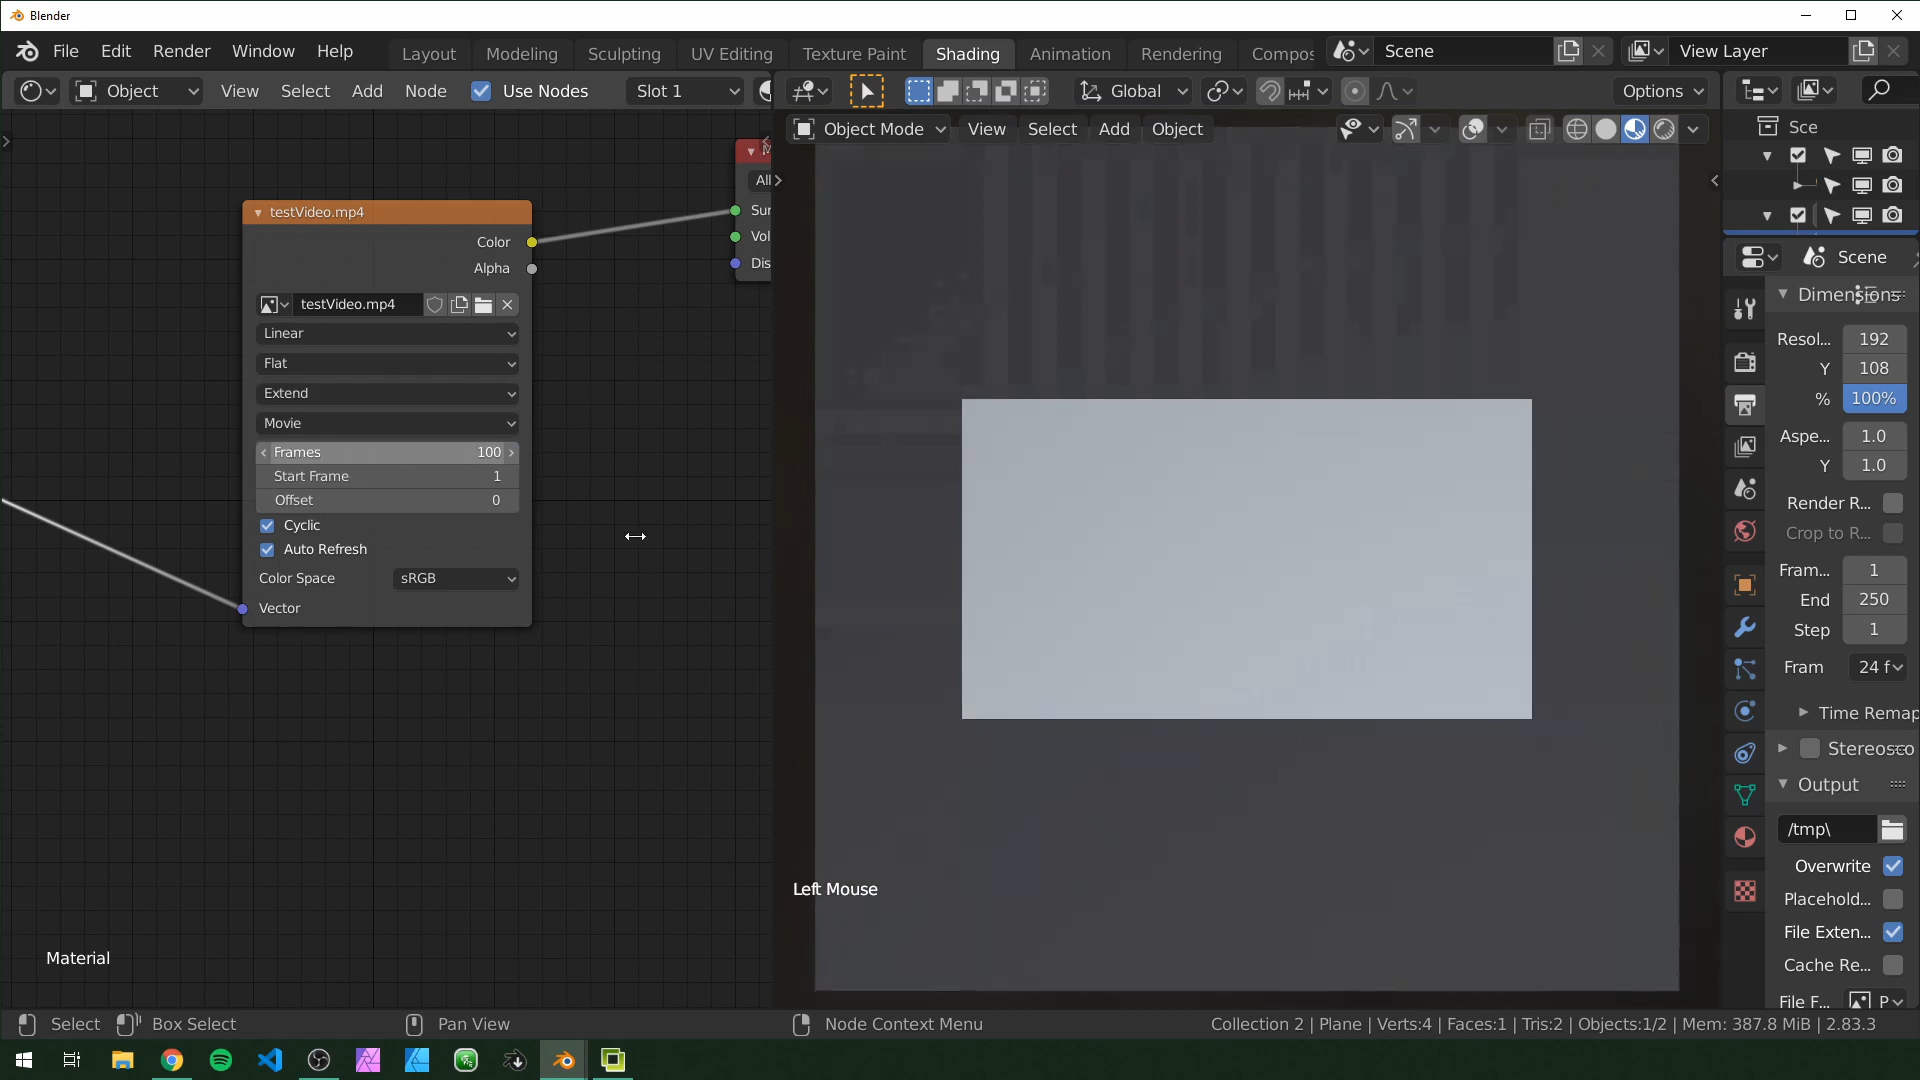 Blender
File Edit Render Window Help Layout Modeling Sculpting UV Editing Texture Paint Shading Animation Rendering Compos Scene View Layer
Object View Select Add Node Use Nodes Slot 1 Global Options
Object Mode View Select Add Object
Sce
testVideo.mp4
Color
Alpha
testVideo.mp4
Linear
Flat
Extend
Movie
Frames 100
Start Frame 1
Offset 0
Cyclic
Auto Refresh
Color Space sRGB
Vector
All
Sur
Vol
Dis
Scene
Dimensions
Resol... 192
Y 108
% 100%
Aspe... 1.0
Y 1.0
Render R...
Crop to R...
Fram... 1
End 250
Step 1
Fram 24 f
Time Remap
Stereosco
Output
/tmp\
Overwrite
Placehold...
File Exten...
Cache Re...
File F... P
Left Mouse
Material
Select Box Select Pan View Node Context Menu Collection 2 | Plane | Verts:4 | Faces:1 | Tris:2 | Objects:1/2 | Mem: 387.8 MiB | 2.83.3